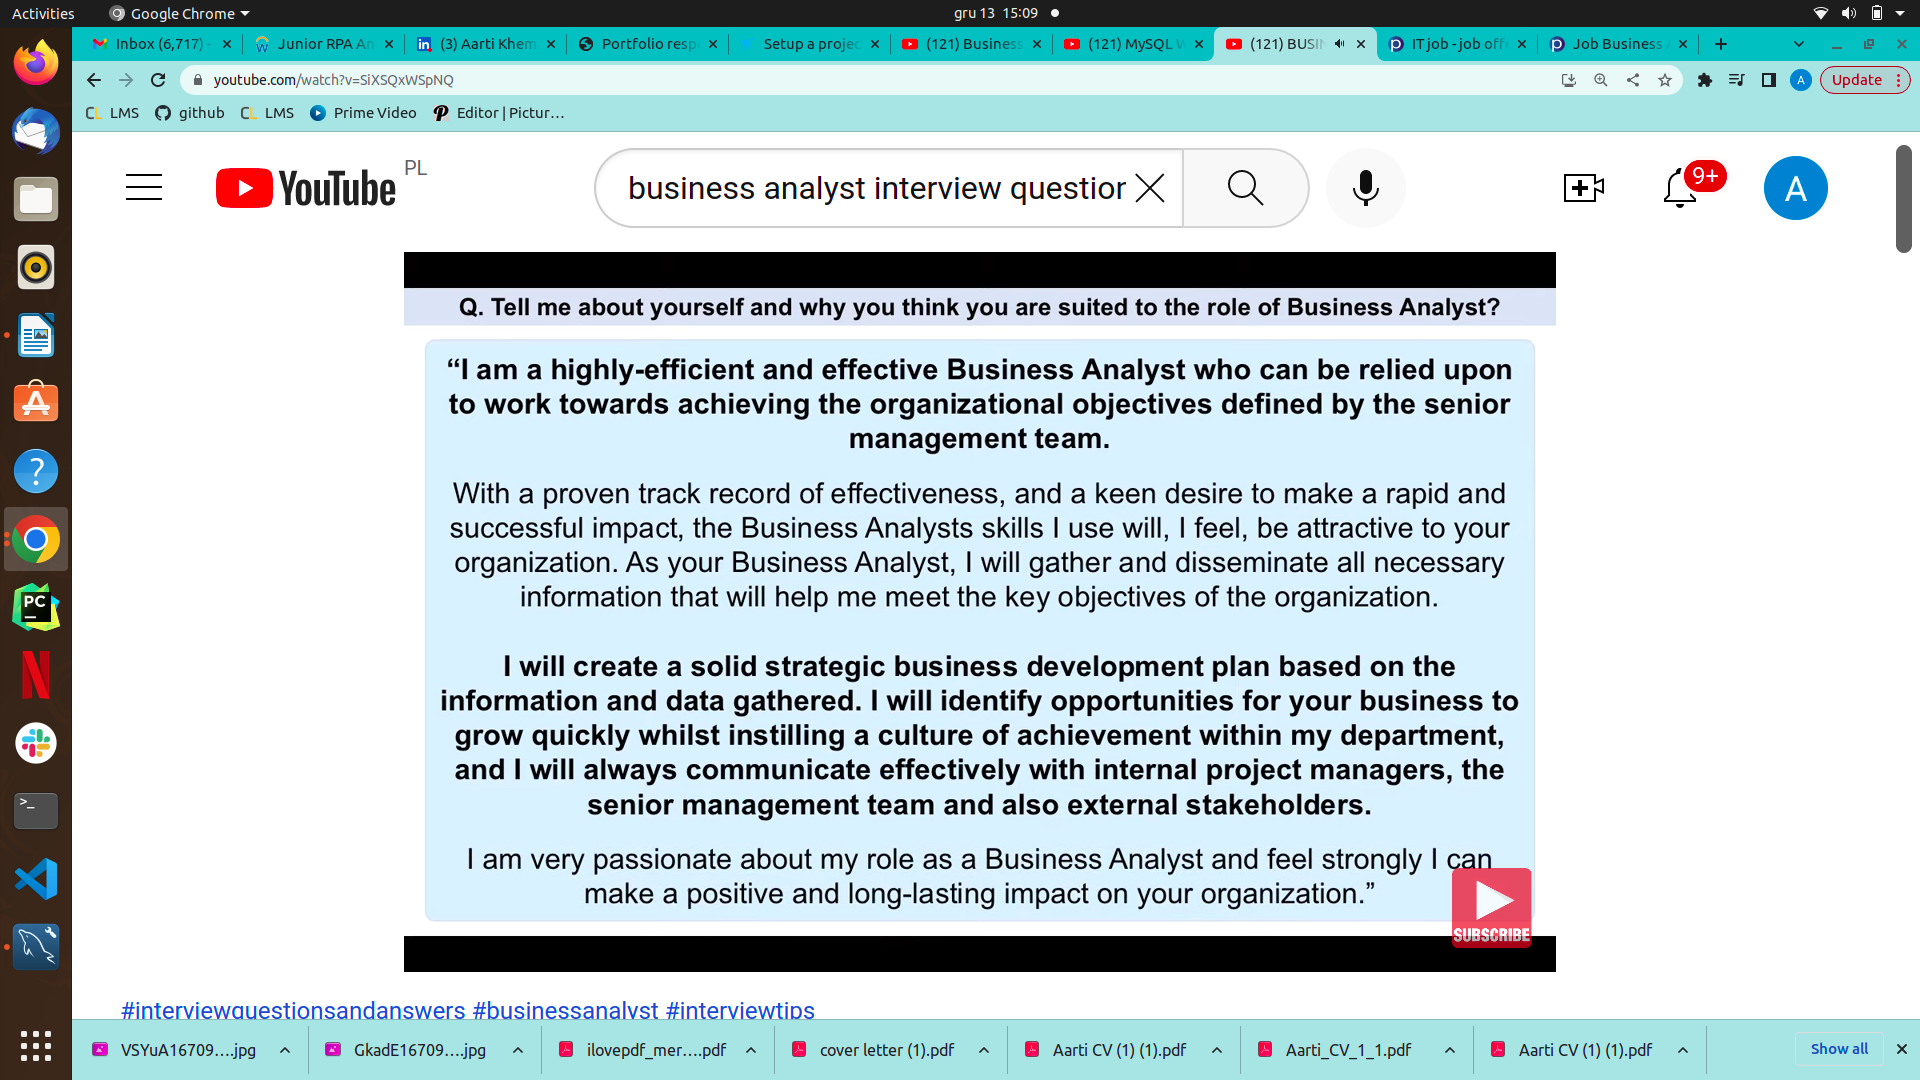 Activities
Google Chrome
gru 13 15:09
Inbox (6,717) -
Junior RPA An
(3) Aarti Khem
Portfolio resp
Setup a projec
(121) Business
(121) MySQL W
(121) BUSIN
IT job - job off
Job Business A
youtube.com/watch?v=SiXSQxWSpNQ
A
Update
LMS
github
LMS
Prime Video
Editor | Pictur…
YouTube
PL
business analyst interview question
9+
A
Q. Tell me about yourself and why you think you are suited to the role of Business Analyst?
“I am a highly-efficient and effective Business Analyst who can be relied upon
to work towards achieving the organizational objectives defined by the senior
management team.
With a proven track record of effectiveness, and a keen desire to make a rapid and
successful impact, the Business Analysts skills I use will, I feel, be attractive to your
organization. As your Business Analyst, I will gather and disseminate all necessary
information that will help me meet the key objectives of the organization.
I will create a solid strategic business development plan based on the
information and data gathered. I will identify opportunities for your business to
grow quickly whilst instilling a culture of achievement within my department,
and I will always communicate effectively with internal project managers, the
senior management team and also external stakeholders.
I am very passionate about my role as a Business Analyst and feel strongly I can
make a positive and long-lasting impact on your organization.”
SUBSCRIBE
#interviewquestionsandanswers #businessanalyst #interviewtips
VSYuA16709….jpg
GkadE16709….jpg
ilovepdf_mer….pdf
cover letter (1).pdf
Aarti CV (1) (1).pdf
Aarti_CV_1_1.pdf
Aarti CV (1) (1).pdf
Show all
PC
>_